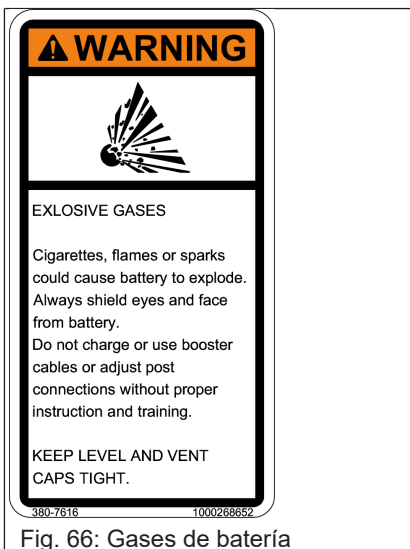 WARNING
EXLOSIVE GASES
Cigarettes, flames or sparks
could cause battery to explode.
Always shield eyes and face
from battery.
Do not charge or use booster
cables or adjust post
connections without proper
instruction and training.
KEEP LEVEL AND VENT
CAPS TIGHT.
380-7616 1000268652
Fig. 66: Gases de batería